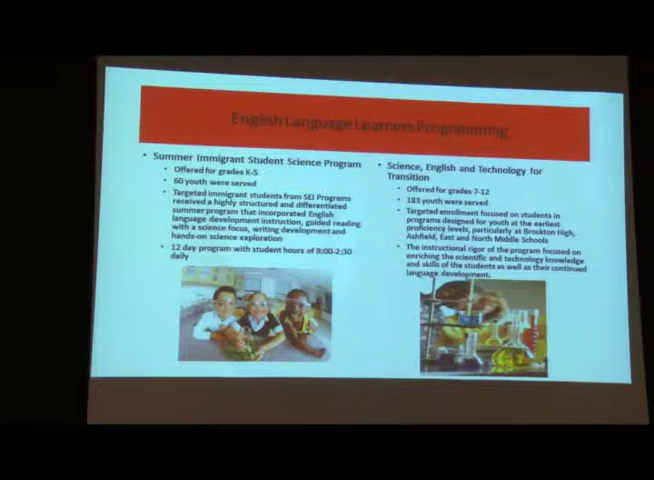 English Language Learners Programming
• Summer Immigrant Student Science Program
• Offered for grades K-5
• 60 youth were served
• Targeted immigrant students from SEI Programs
received a highly structured and differentiated
summer program that incorporated English
language development instruction, guided reading
with a science focus, writing development and
hands-on science exploration
• 12 day program with student hours of 8:00-2:30
daily
• Science, English and Technology for
Transition
• Offered for grades 7-12
• 183 youth were served
• Targeted enrollment focused on students in
programs designed for youth at the earliest
proficiency levels, particularly at Brockton High,
Ashfield, East and North Middle Schools
• The instructional rigor of the program focused on
enriching the scientific and technology knowledge
and skills of the students as well as their continued
language development.